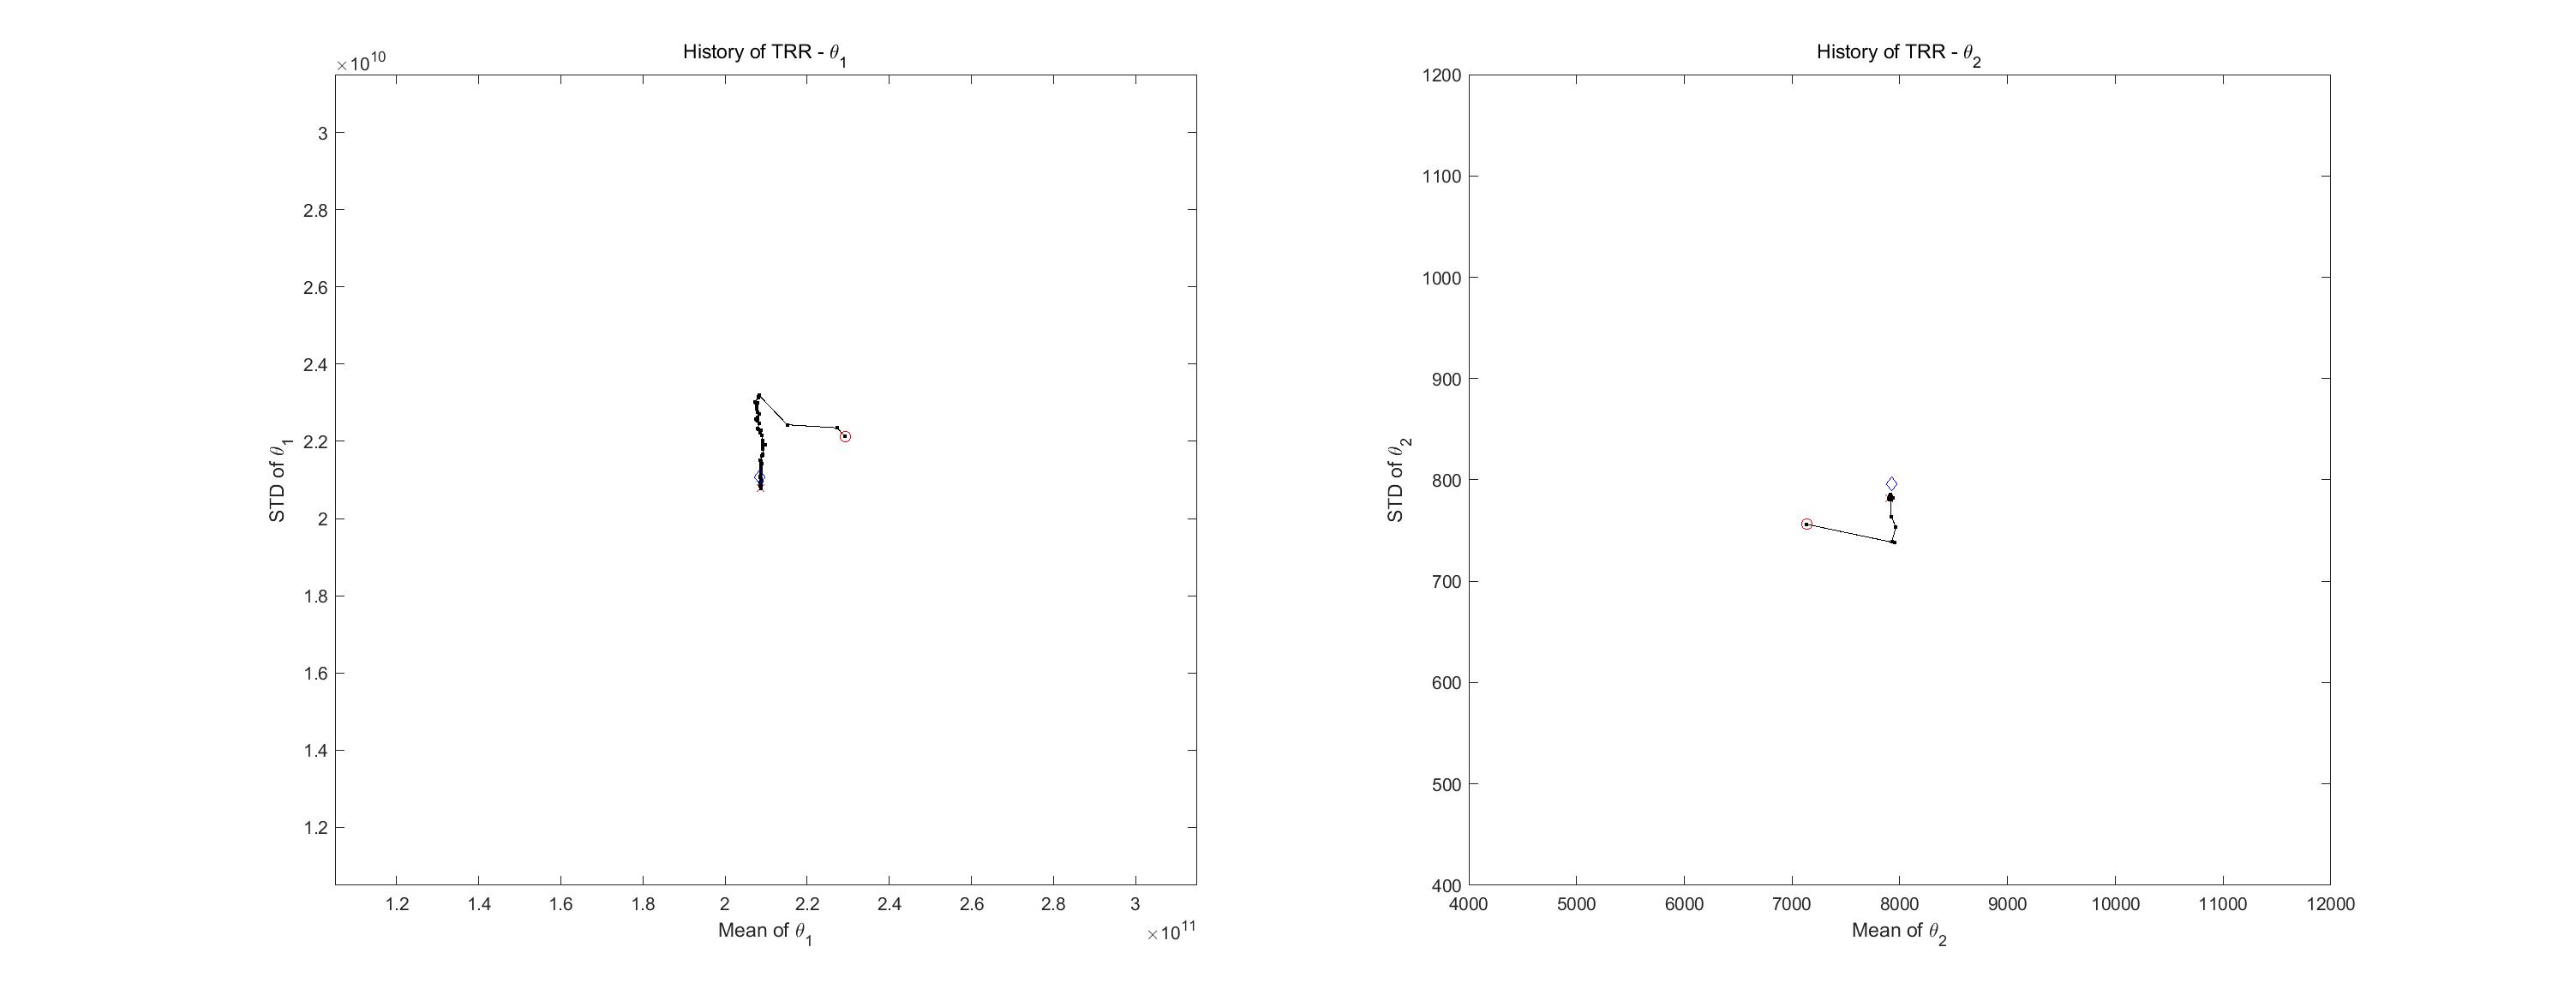 History of TRR - θ1
×10^10
3
2.8
2.6
2.4
2.2
2
1.8
1.6
1.4
1.2
STD of θ1
1.2 1.4 1.6 1.8 2 2.2 2.4 2.6 2.8 3
Mean of θ1
×10^11
History of TRR - θ2
1200
1100
1000
900
800
700
600
500
400
STD of θ2
4000 5000 6000 7000 8000 9000 10000 11000 12000
Mean of θ2